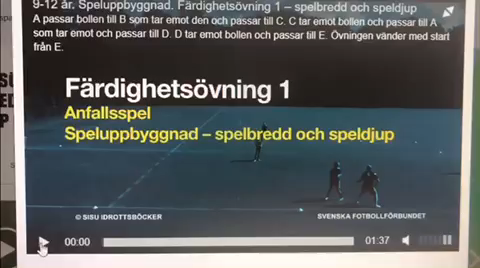 9-12 år. Speluppbyggnad. Färdighetsövning 1 – spelbredd och speldjup
A passar bollen till B som tar emot den och passar till C. C tar emot bollen och passar till A
som tar emot och passar till D. D tar emot bollen och passar till E. Övningen vänder med start
från E.
Färdighetsövning 1
Anfallsspel
Speluppbyggnad – spelbredd och speldjup
© SISU IDROTTSBÖCKER
SVENSKA FOTBOLLFÖRBUNDET
00:00
01:37